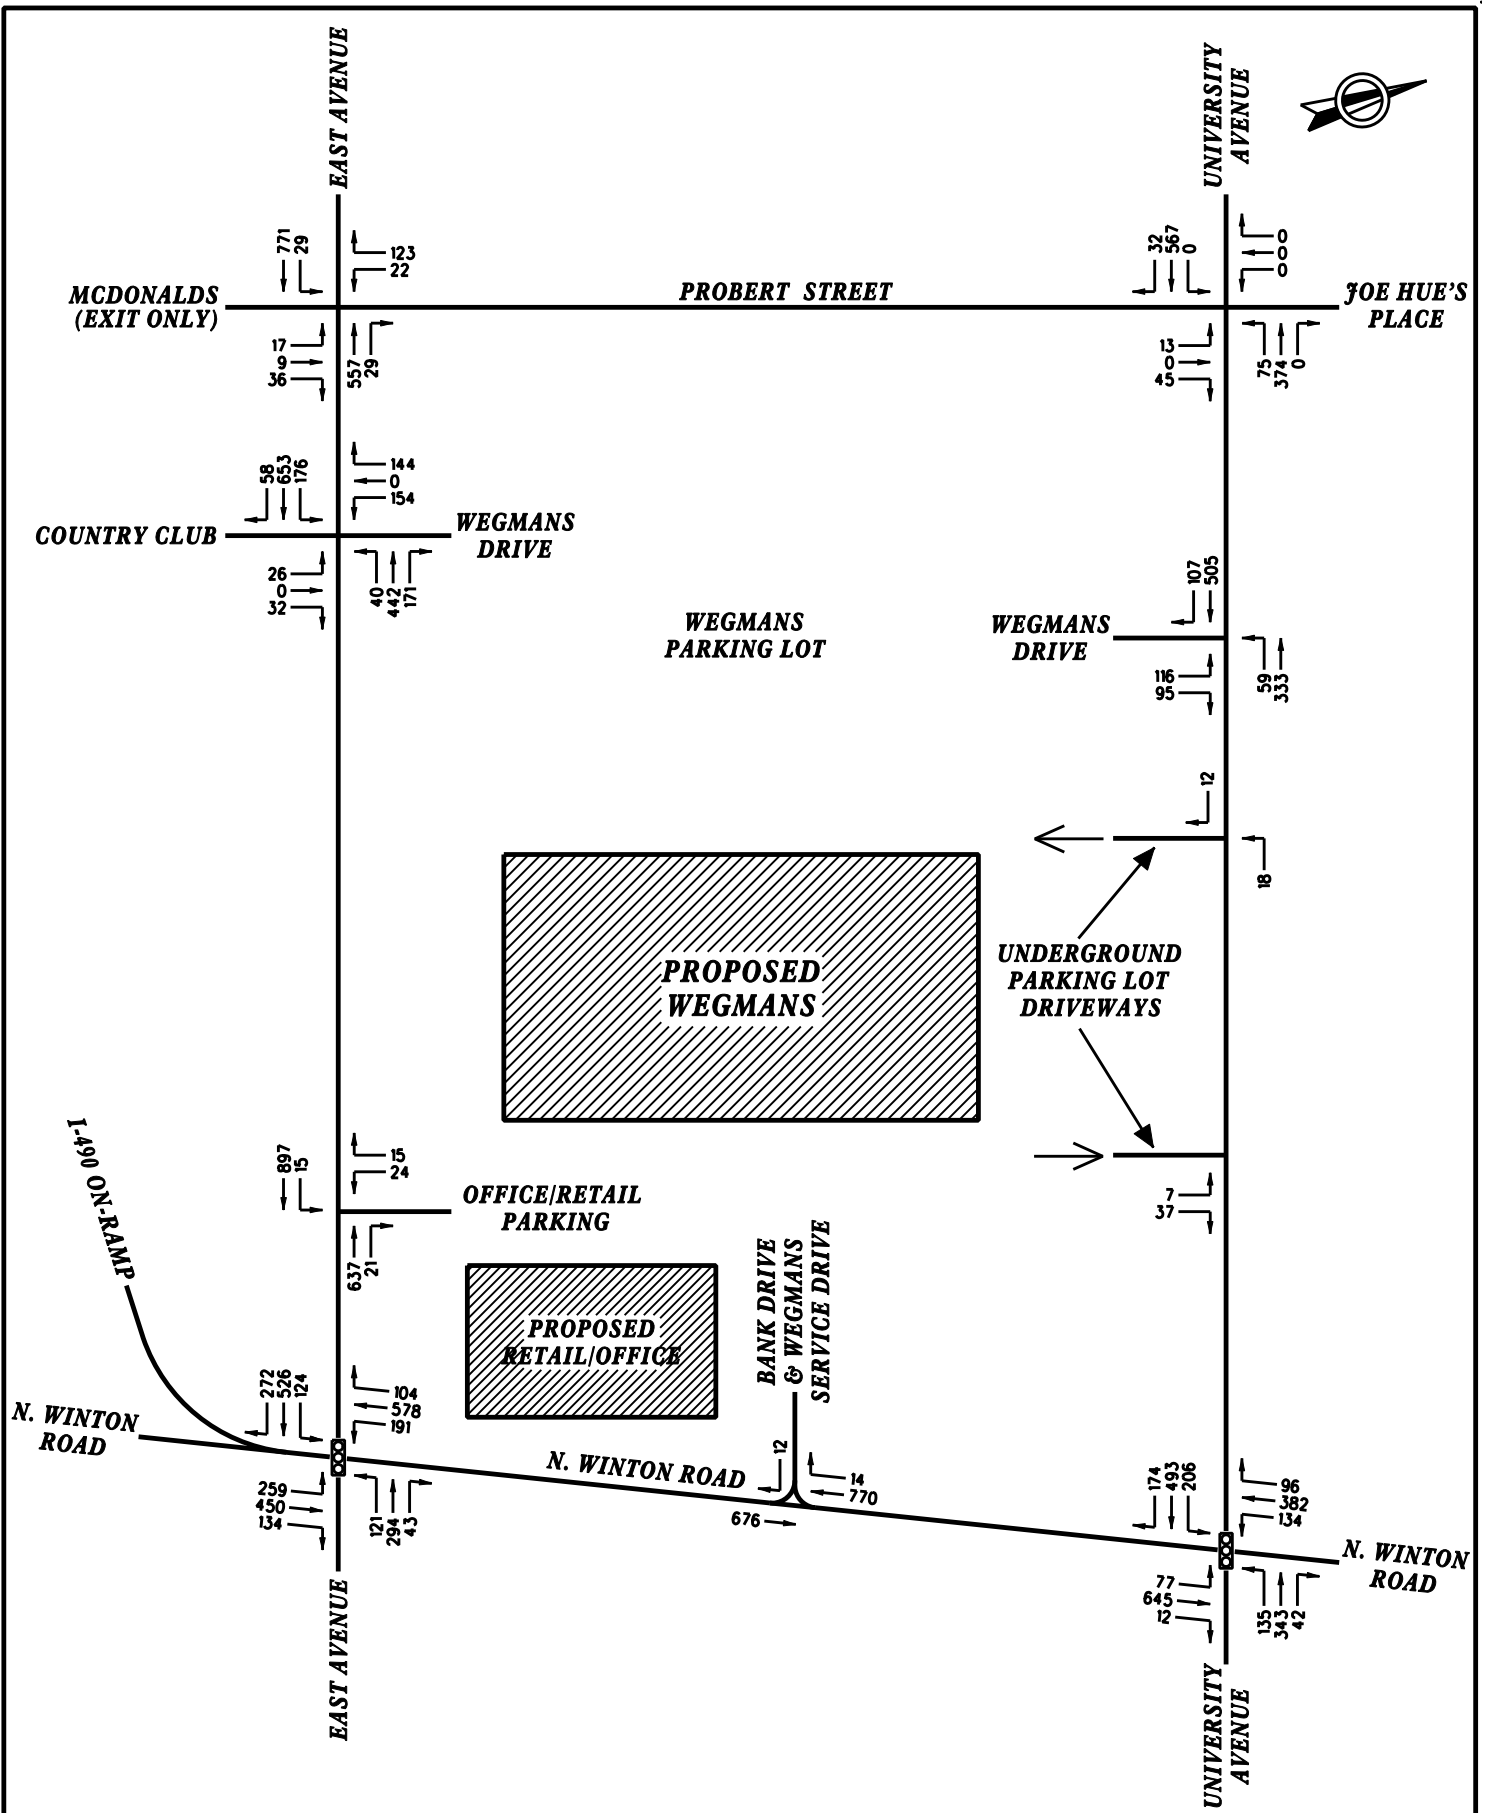 EAST AVENUE
UNIVERSITY
AVENUE
771
29
123
22
32
567
0
0
0
0
MCDONALDS
(EXIT ONLY)
PROBERT STREET
JOE HUE'S
PLACE
17
9
36
557
29
13
0
45
75
374
0
58
653
176
144
0
154
COUNTRY CLUB
WEGMANS
DRIVE
26
0
32
40
442
171
107
505
WEGMANS
PARKING LOT
WEGMANS
DRIVE
116
95
59
333
12
18
UNDERGROUND
PARKING LOT
DRIVEWAYS
PROPOSED
WEGMANS
I-490 ON-RAMP
897
15
15
24
OFFICE/RETAIL
PARKING
637
21
7
37
BANK DRIVE
& WEGMANS
SERVICE DRIVE
PROPOSED
RETAIL/OFFICE
272
526
124
104
578
191
N. WINTON
ROAD
N. WINTON ROAD
12
14
770
676
259
450
134
121
294
43
174
493
206
96
382
134
N. WINTON
ROAD
77
645
12
135
343
42
EAST AVENUE
UNIVERSITY
AVENUE